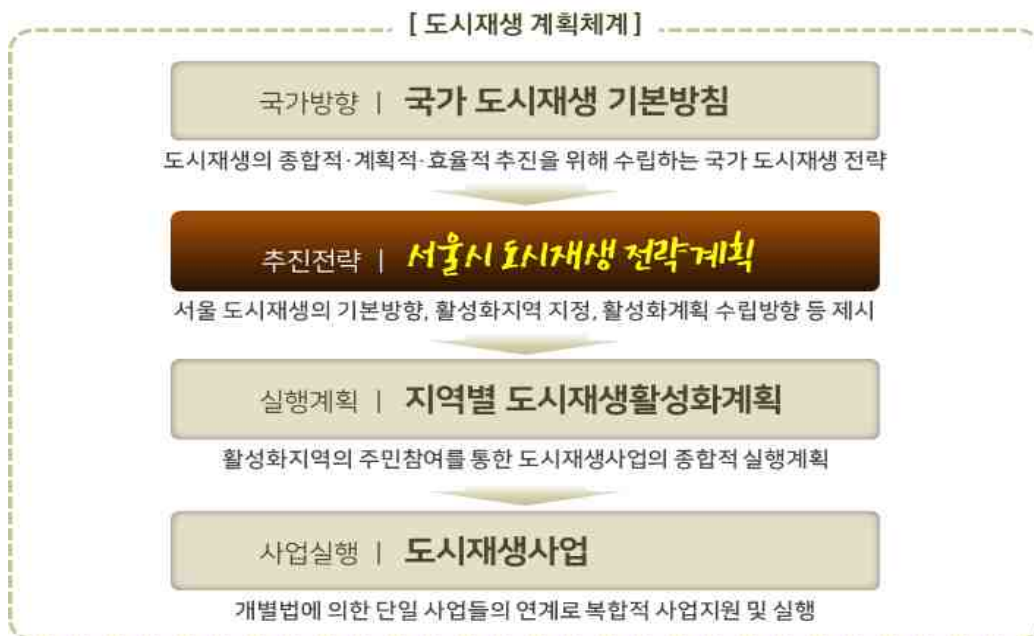 [ 도시재생 계획체계 ]
국가방향 | 국가 도시재생 기본방침
도시재생의 종합적·계획적·효율적 추진을 위해 수립하는 국가 도시재생 전략
추진전략 | 서울시 도시재생 전략계획
서울 도시재생의 기본방향, 활성화지역 지정, 활성화계획 수립방향 등 제시
실행계획 | 지역별 도시재생활성화계획
활성화지역의 주민참여를 통한 도시재생사업의 종합적 실행계획
사업실행 | 도시재생사업
개별법에 의한 단일 사업들의 연계로 복합적 사업지원 및 실행